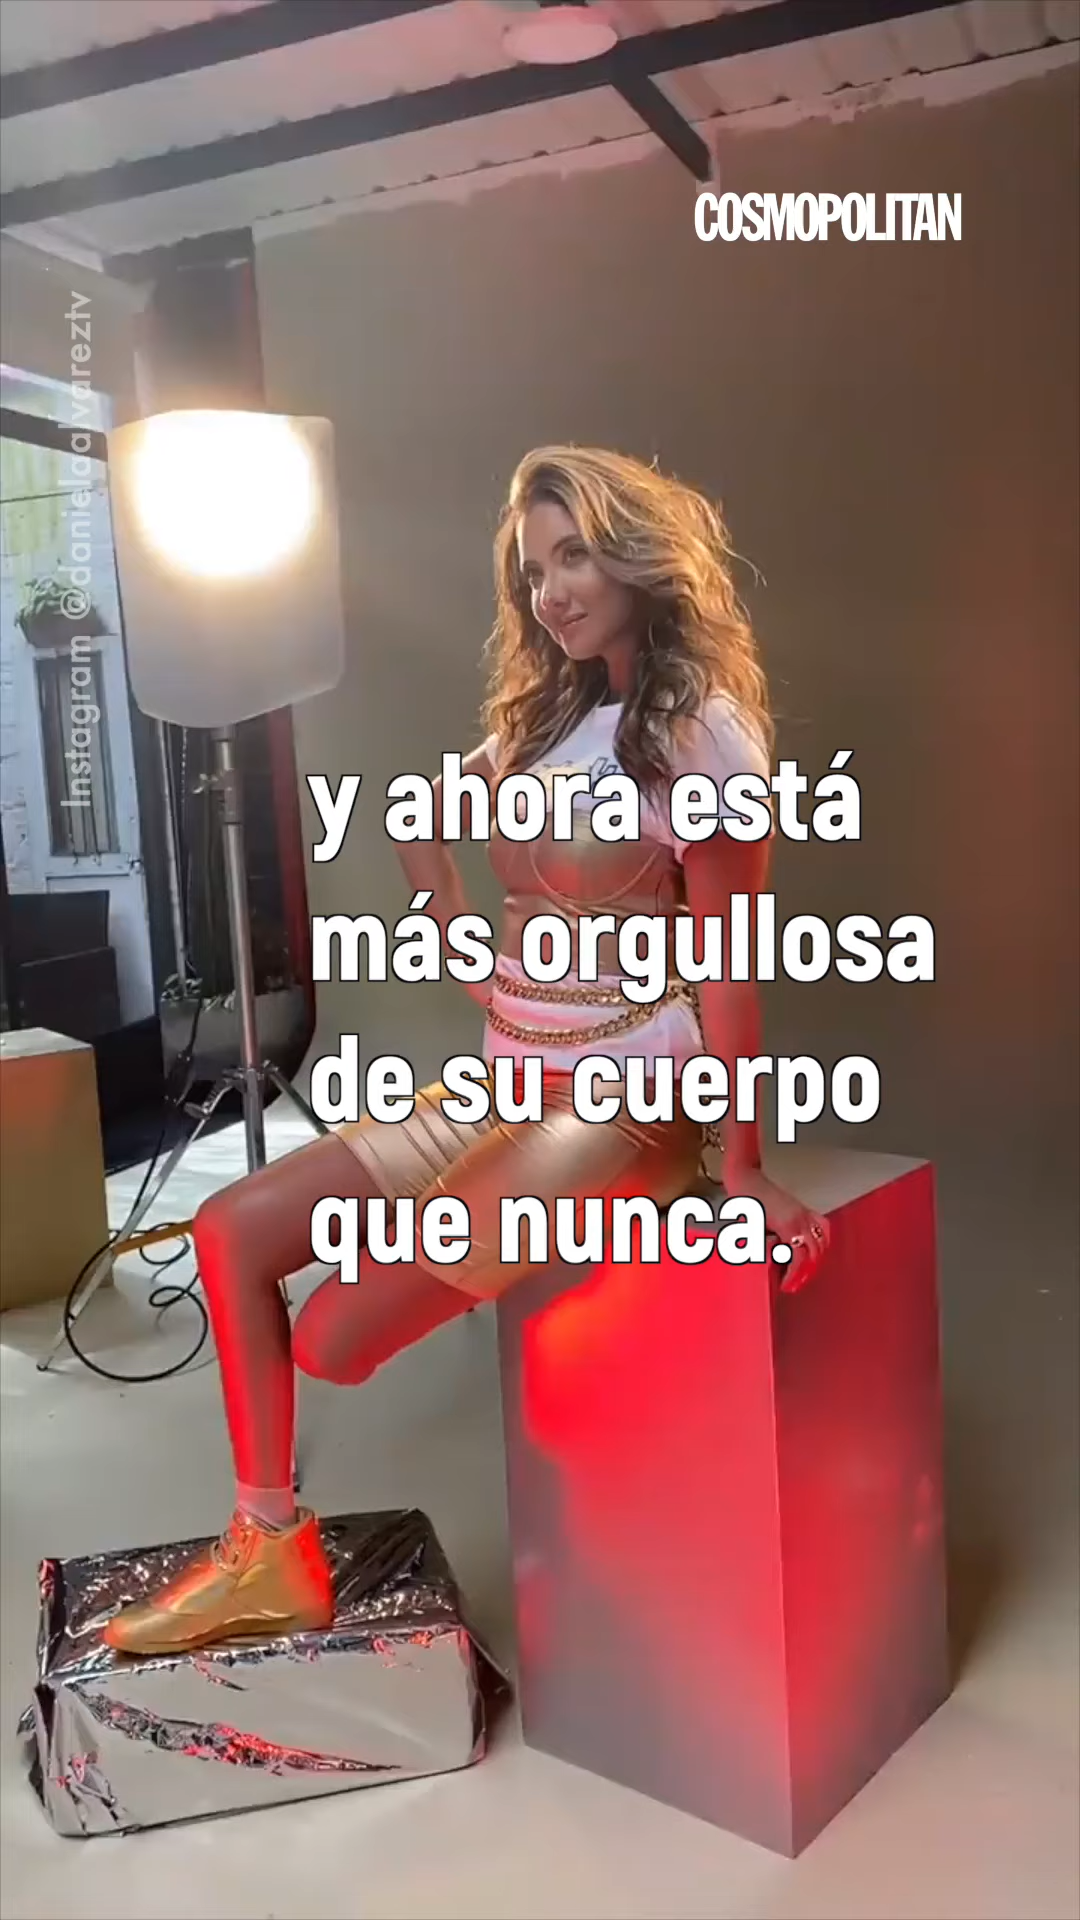 COSMOPOLITAN
Instagram @danielaalvareztv
y ahora está
más orgullosa
de su cuerpo
que nunca.